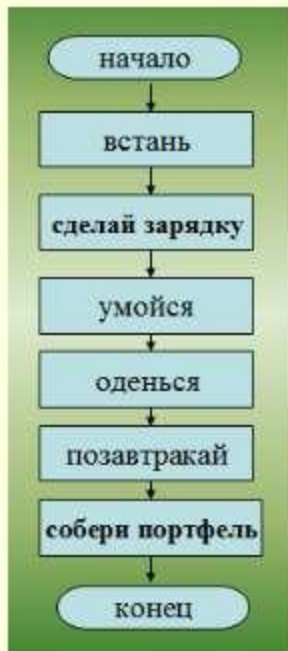 начало
встань
сделай зарядку
умойся
оденься
позавтракай
собери портфель
конец